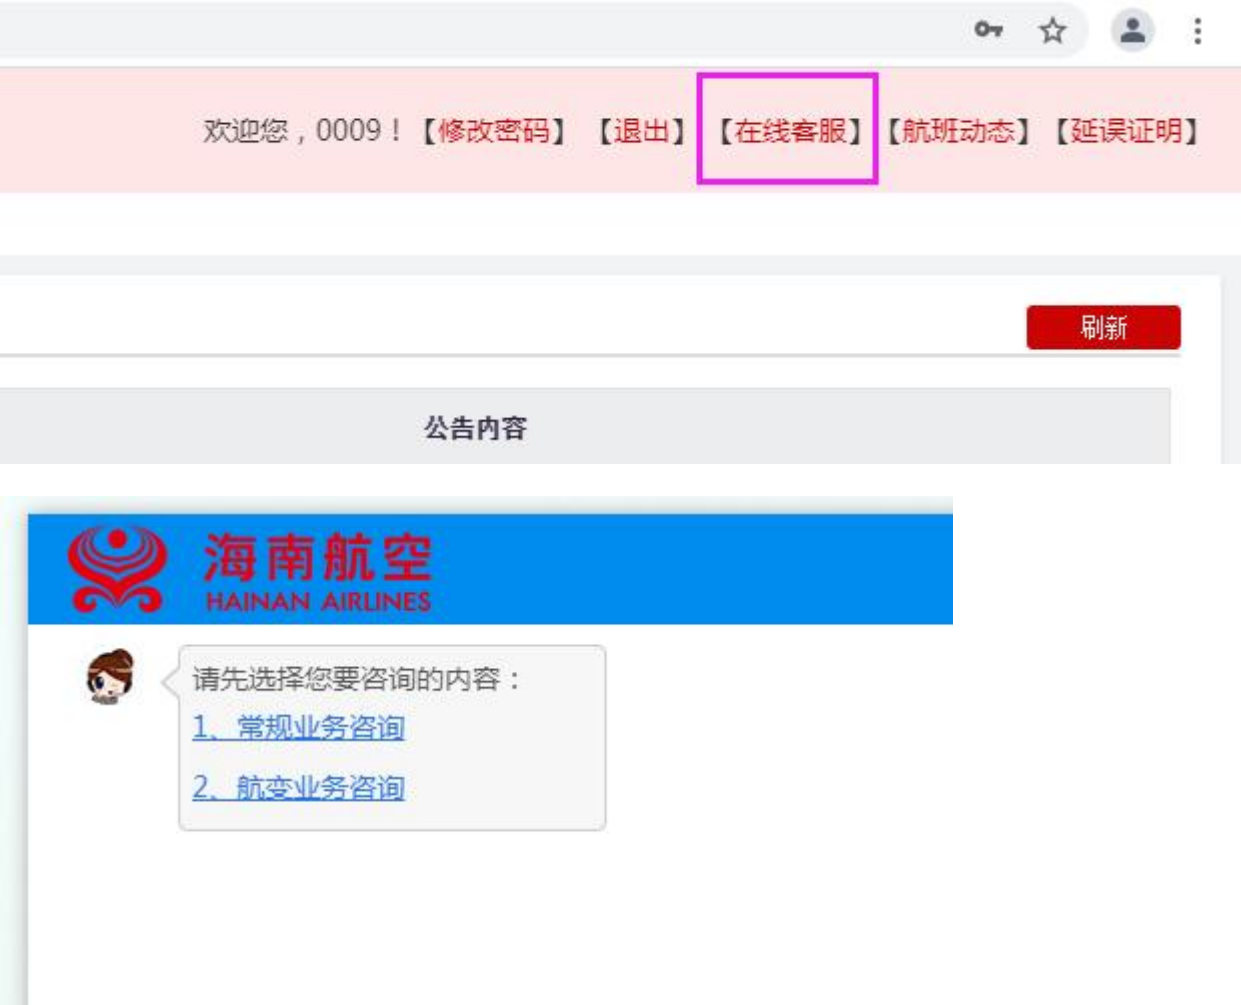 欢迎您，0009！【修改密码】【退出】【在线客服】【航班动态】【延误证明】
刷新
公告内容
海南航空
HAINAN AIRLINES
请先选择您要咨询的内容：
1、常规业务咨询
2、航变业务咨询